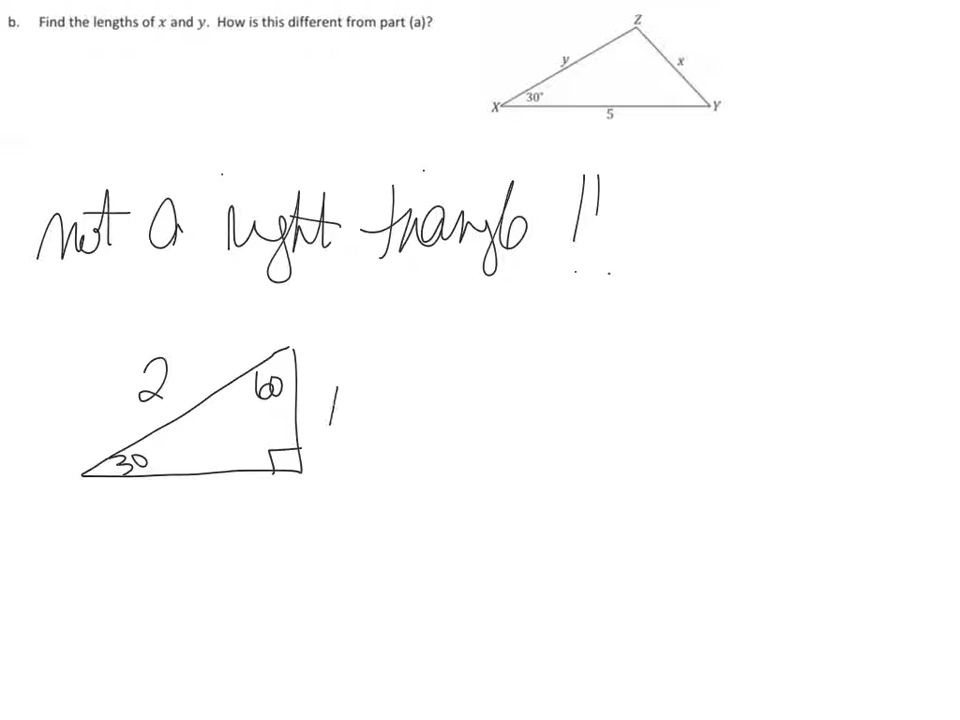 b. Find the lengths of x and y. How is this different from part (a)?
Z
y
x
30°
X
Y
5
not a right triangle !!
2
60
1
30